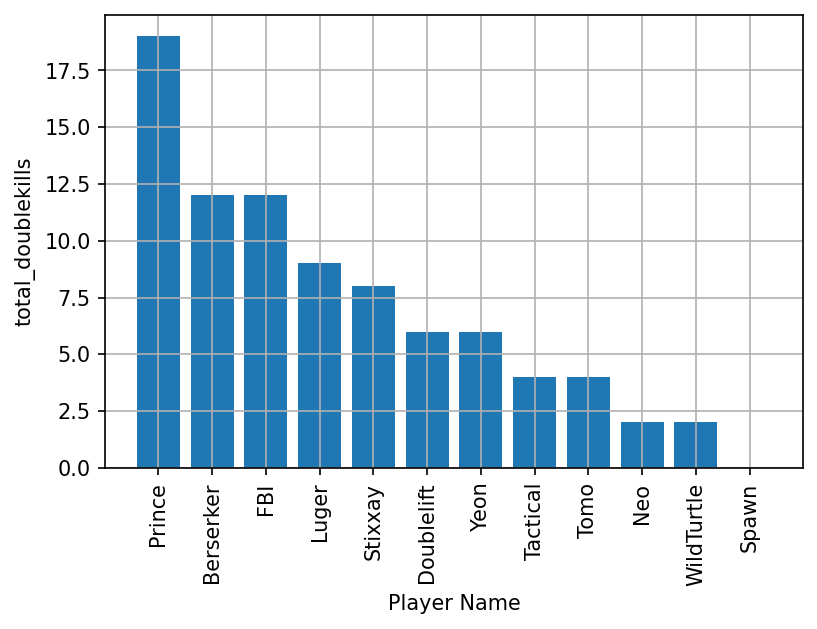 17.5
15.0
12.5
10.0
7.5
5.0
2.5
0.0
total_doublekills
Prince
Berserker
FBI
Luger
Stixxay
Doublelift
Yeon
Tactical
Tomo
Neo
WildTurtle
Spawn
Player Name